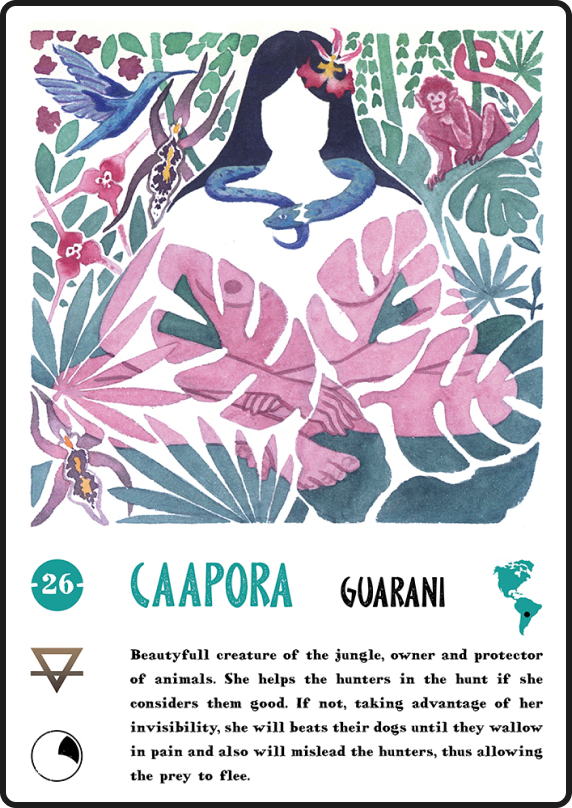 -26-
CAAPORA GUARANI
Beautyfull creature of the jungle, owner and protector
of animals. She helps the hunters in the hunt if she
considers them good. If not, taking advantage of her
invisibility, she will beats their dogs until they wallow
in pain and also will mislead the hunters, thus allowing
the prey to flee.